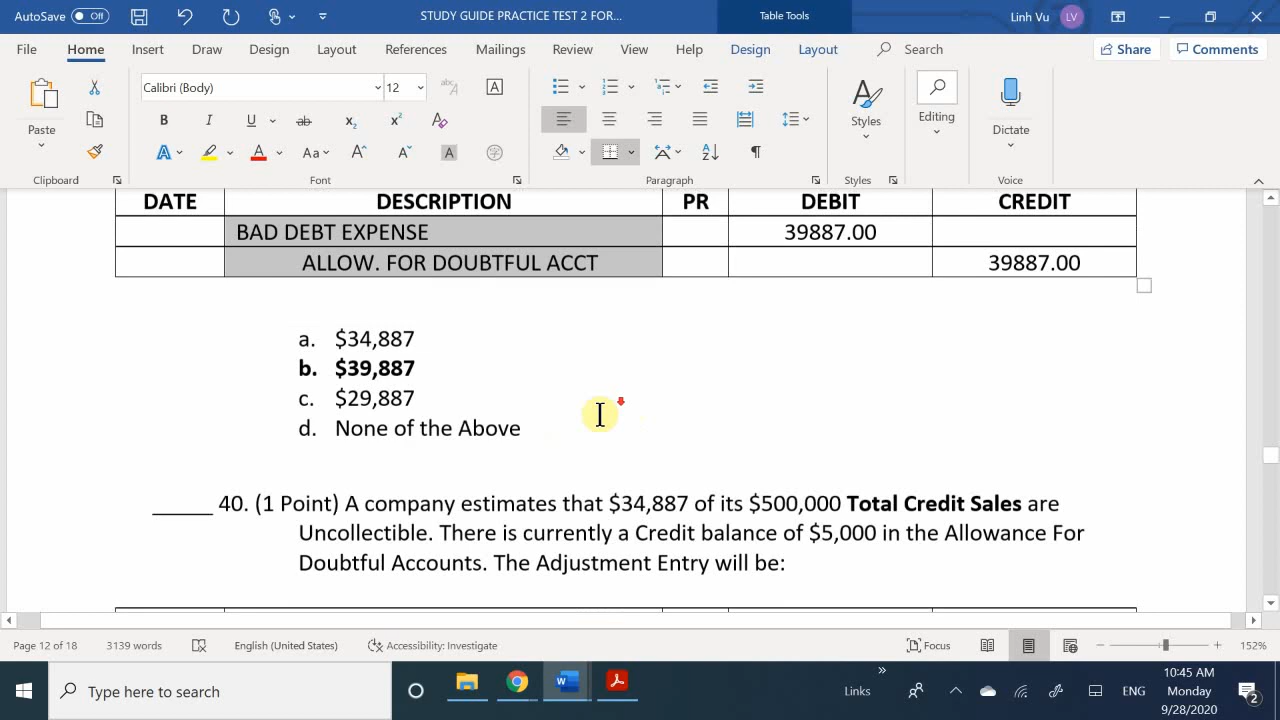 AutoSave Off STUDY GUIDE PRACTICE TEST 2 FOR... Table Tools Linh Vu LV
File Home Insert Draw Design Layout References Mailings Review View Help Design Layout Search Share Comments
Calibri (Body) 12
Paste Styles Editing Dictate
Clipboard Font Paragraph Styles Voice
DATE DESCRIPTION PR DEBIT CREDIT
BAD DEBT EXPENSE 39887.00
ALLOW. FOR DOUBTFUL ACCT 39887.00
a. $34,887
b. $39,887
c. $29,887
d. None of the Above
_____ 40. (1 Point) A company estimates that $34,887 of its $500,000 Total Credit Sales are
Uncollectible. There is currently a Credit balance of $5,000 in the Allowance For
Doubtful Accounts. The Adjustment Entry will be:
Page 12 of 18 3139 words English (United States) Accessibility: Investigate Focus 152%
Type here to search Links ENG 10:45 AM
Monday
9/28/2020 2